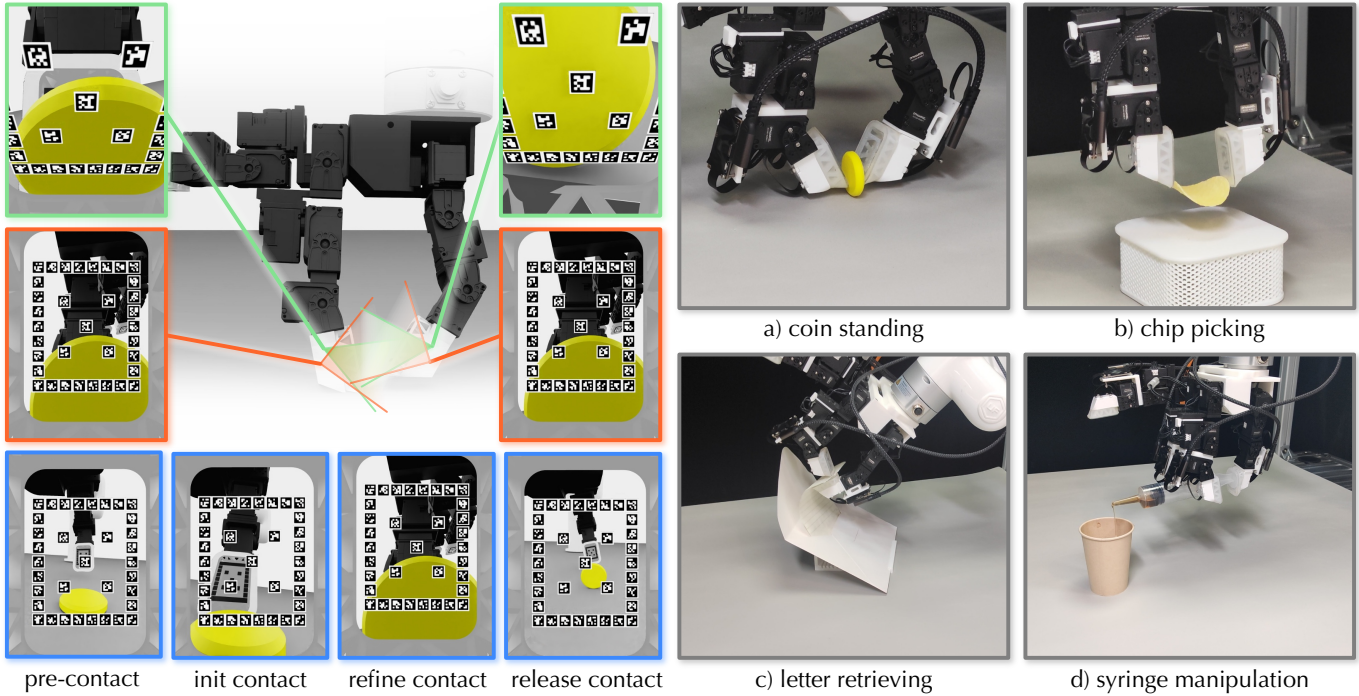 a) coin standing
b) chip picking
pre-contact
init contact
refine contact
release contact
c) letter retrieving
d) syringe manipulation